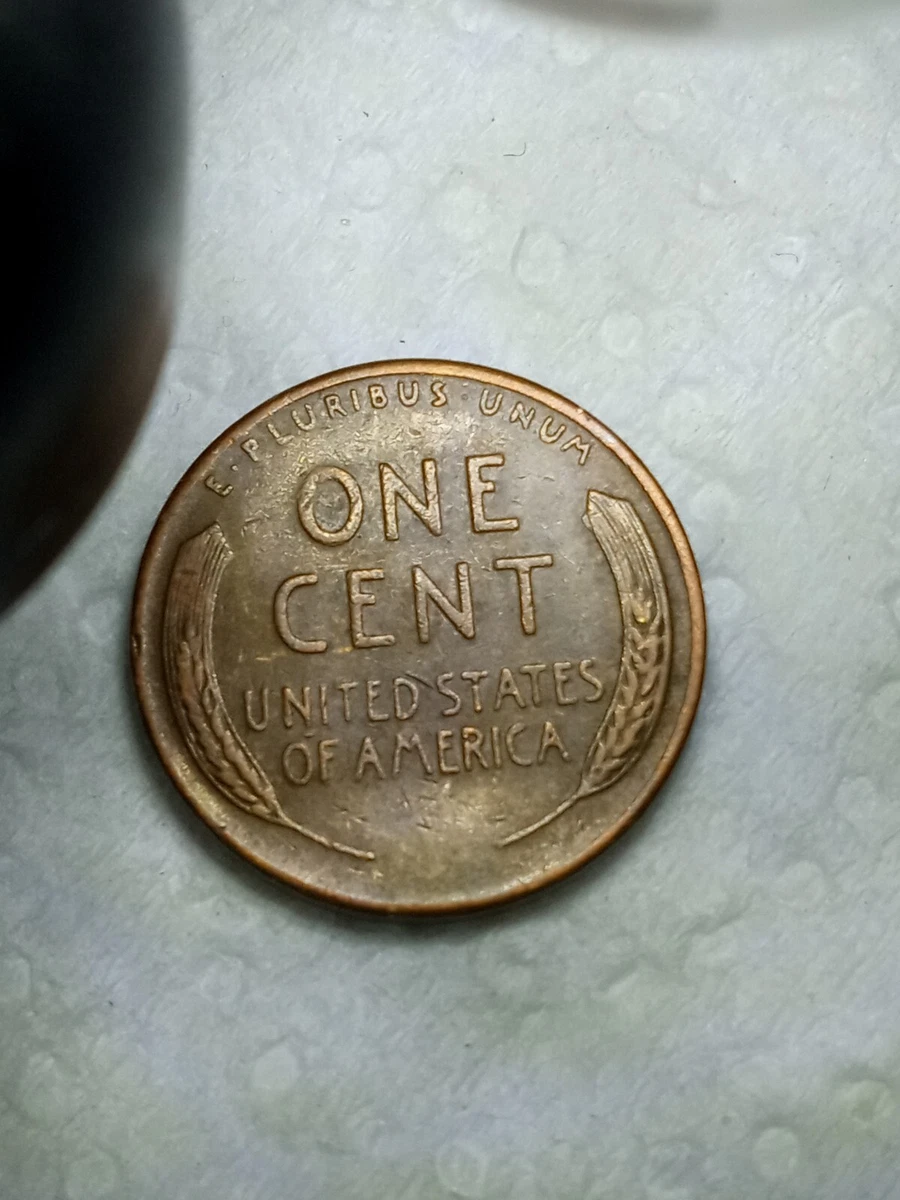 E · PLURIBUS · UNUM
ONE
CENT
UNITED STATES
OF AMERICA